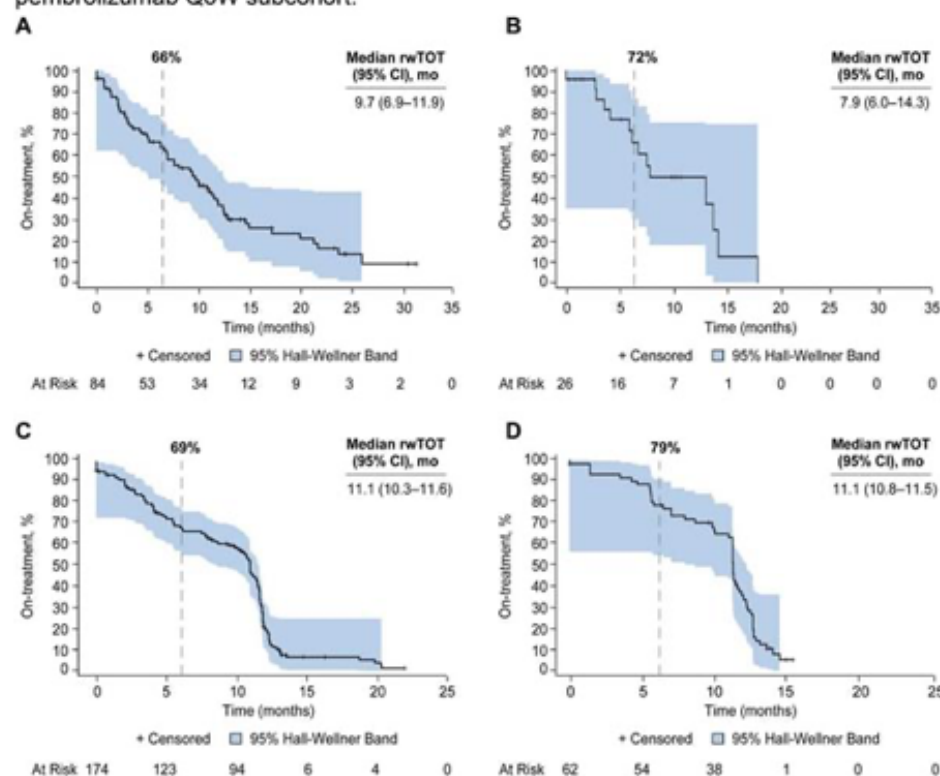 pembrolizumab Q6W subcohort.
A
66%
Median rwTOT
(95% CI), mo
9.7 (6.9–11.9)
On-treatment, %
100
90
80
70
60
50
40
30
20
10
0
0 5 10 15 20 25 30 35
Time (months)
+ Censored 95% Hall-Wellner Band
At Risk 84 53 34 12 9 3 2 0
B
72%
Median rwTOT
(95% CI), mo
7.9 (6.0–14.3)
On-treatment, %
100
90
80
70
60
50
40
30
20
10
0
0 5 10 15 20 25 30 35
Time (months)
+ Censored 95% Hall-Wellner Band
At Risk 26 16 7 1 0 0 0 0
C
69%
Median rwTOT
(95% CI), mo
11.1 (10.3–11.6)
On-treatment, %
100
90
80
70
60
50
40
30
20
10
0
0 5 10 15 20 25
Time (months)
+ Censored 95% Hall-Wellner Band
At Risk 174 123 94 6 4 0
D
79%
Median rwTOT
(95% CI), mo
11.1 (10.8–11.5)
On-treatment, %
100
90
80
70
60
50
40
30
20
10
0
0 5 10 15 20 25
Time (months)
+ Censored 95% Hall-Wellner Band
At Risk 62 54 38 1 0 0